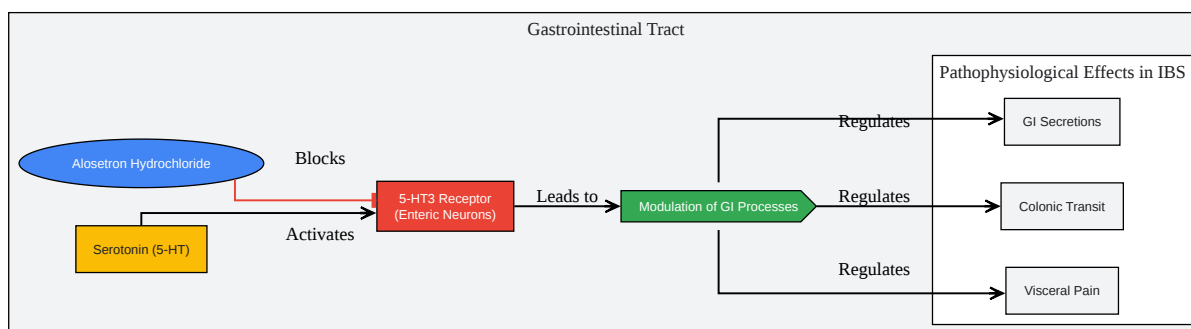 Gastrointestinal Tract
Pathophysiological Effects in IBS
Regulates
GI Secretions
Alosetron Hydrochloride
Blocks
5-HT3 Receptor
(Enteric Neurons)
Leads to
Modulation of GI Processes
Regulates
Colonic Transit
Activates
Serotonin (5-HT)
Regulates
Visceral Pain